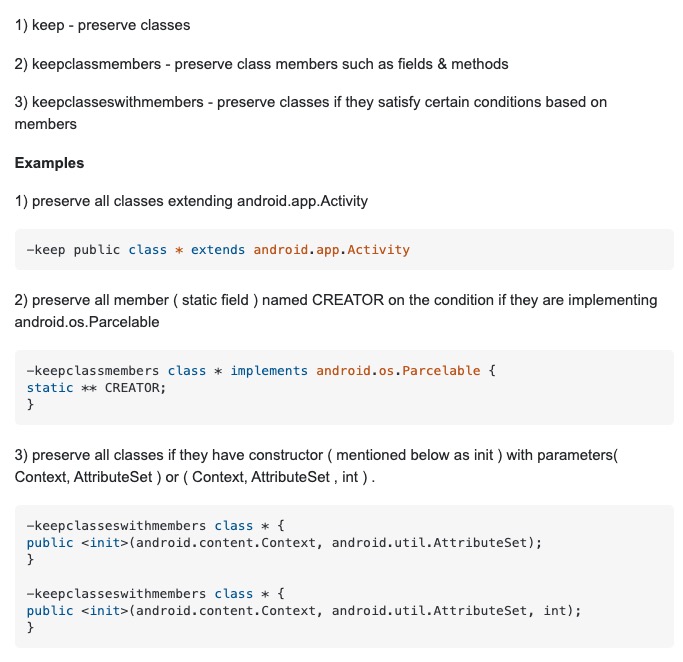 1) keep - preserve classes
2) keepclassmembers - preserve class members such as fields & methods
3) keepclasseswithmembers - preserve classes if they satisfy certain conditions based on
members
Examples
1) preserve all classes extending android.app.Activity
-keep public class * extends android.app.Activity
2) preserve all member ( static field ) named CREATOR on the condition if they are implementing
android.os.Parcelable
-keepclassmembers class * implements android.os.Parcelable {
static ** CREATOR;
}
3) preserve all classes if they have constructor ( mentioned below as init ) with parameters(
Context, AttributeSet ) or ( Context, AttributeSet , int ) .
-keepclasseswithmembers class * {
public <init>(android.content.Context, android.util.AttributeSet);
}
-keepclasseswithmembers class * {
public <init>(android.content.Context, android.util.AttributeSet, int);
}